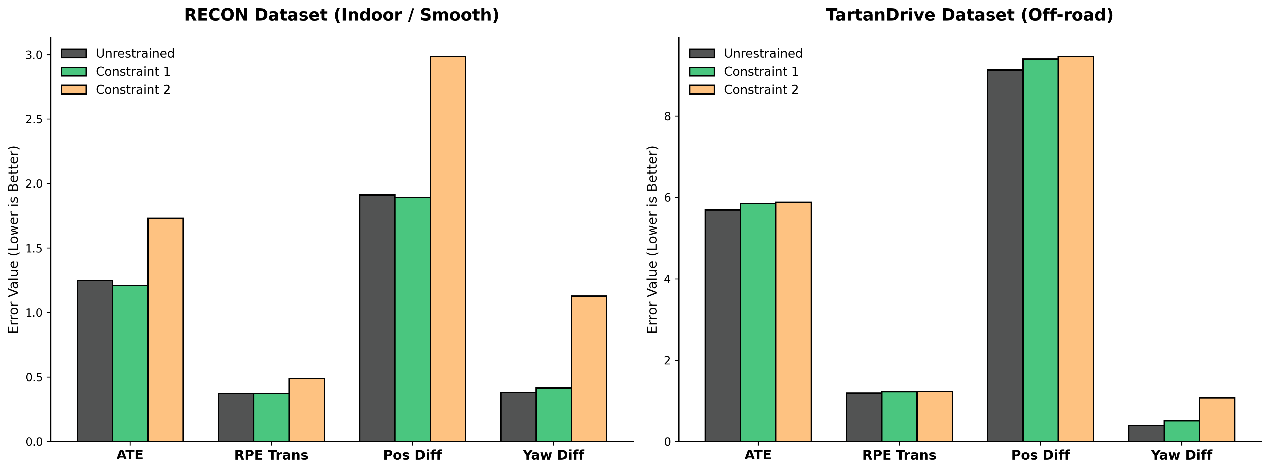 RECON Dataset (Indoor / Smooth)
Error Value (Lower is Better)
3.0
2.5
2.0
1.5
1.0
0.5
0.0
Unrestrained
Constraint 1
Constraint 2
ATE RPE Trans Pos Diff Yaw Diff
TartanDrive Dataset (Off-road)
Error Value (Lower is Better)
8
6
4
2
0
Unrestrained
Constraint 1
Constraint 2
ATE RPE Trans Pos Diff Yaw Diff